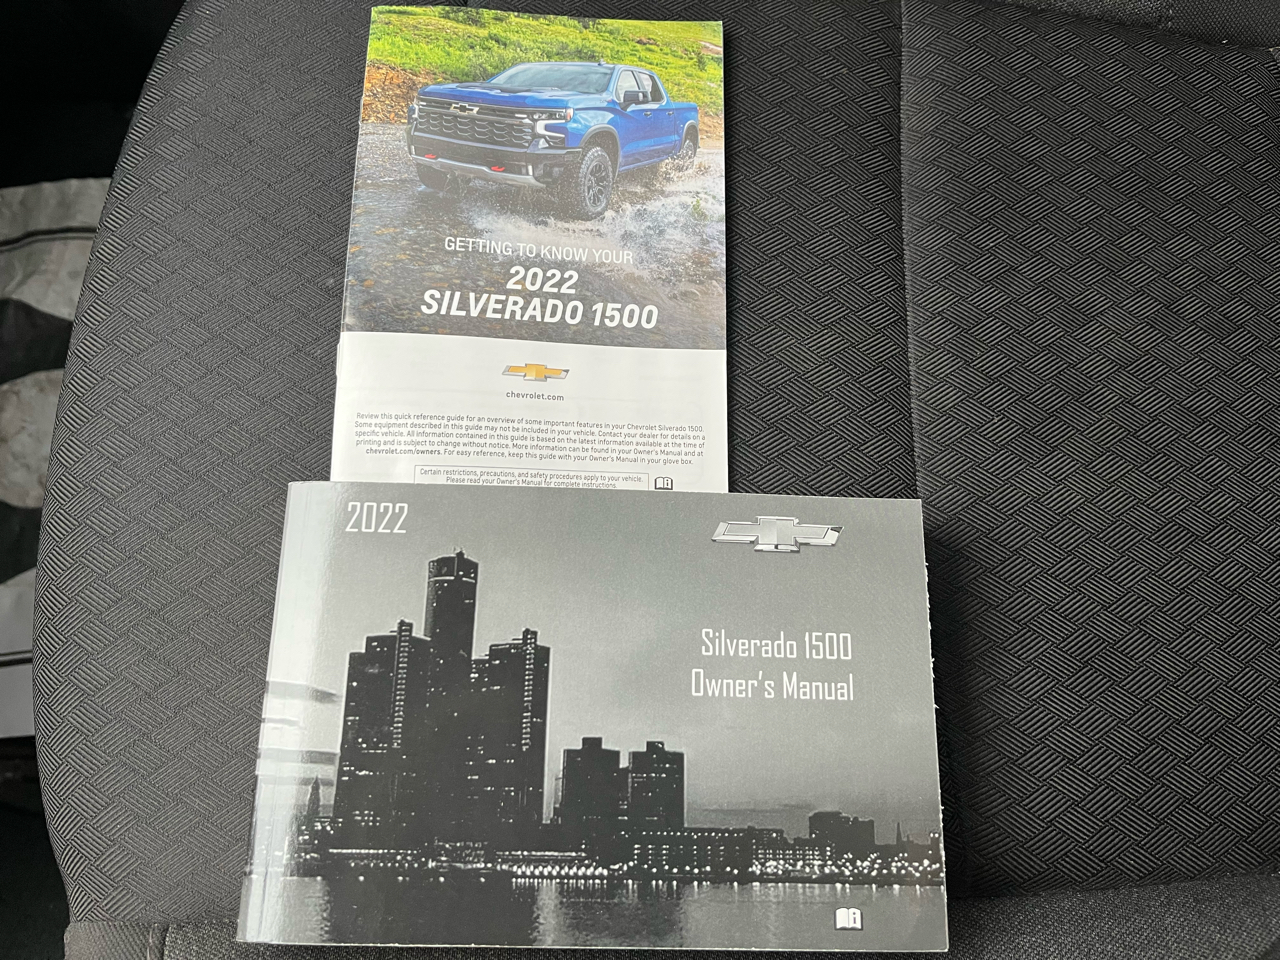 GETTING TO KNOW YOUR
2022
SILVERADO 1500
chevrolet.com
Review this quick reference guide for an overview of some important features in your Chevrolet Silverado 1500.
Some equipment described in this guide may not be included in your vehicle. Contact your dealer for details on a
specific vehicle. All information contained in this guide is based on the latest information available at the time of
printing and is subject to change without notice. More information can be found in your Owner's Manual and at
chevrolet.com/owners. For easy reference, keep this guide with your Owner's Manual in your glove box.
Certain restrictions, precautions, and safety procedures apply to your vehicle.
Please read your Owner's Manual for complete instructions.
2022
Silverado 1500
Owner's Manual